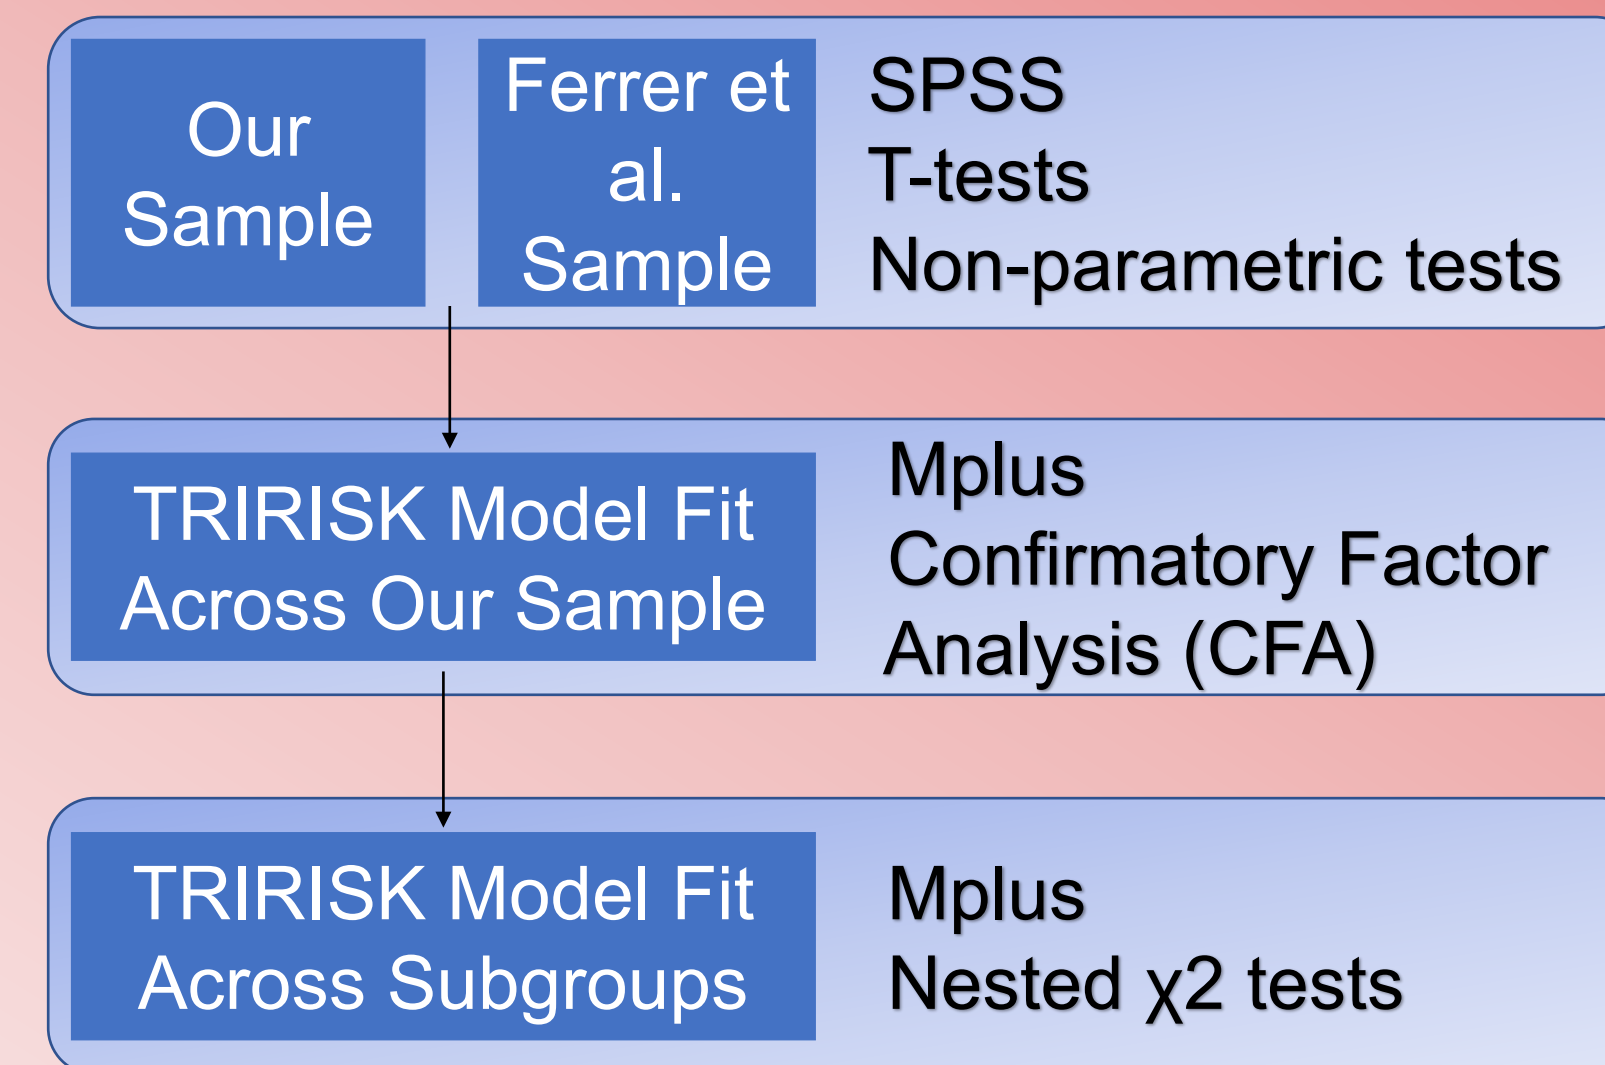 Our
Sample
Ferrer et
al.
Sample
SPSS
T-tests
Non-parametric tests
TRIRISK Model Fit
Across Our Sample
Mplus
Confirmatory Factor
Analysis (CFA)
TRIRISK Model Fit
Across Subgroups
Mplus
Nested χ2 tests